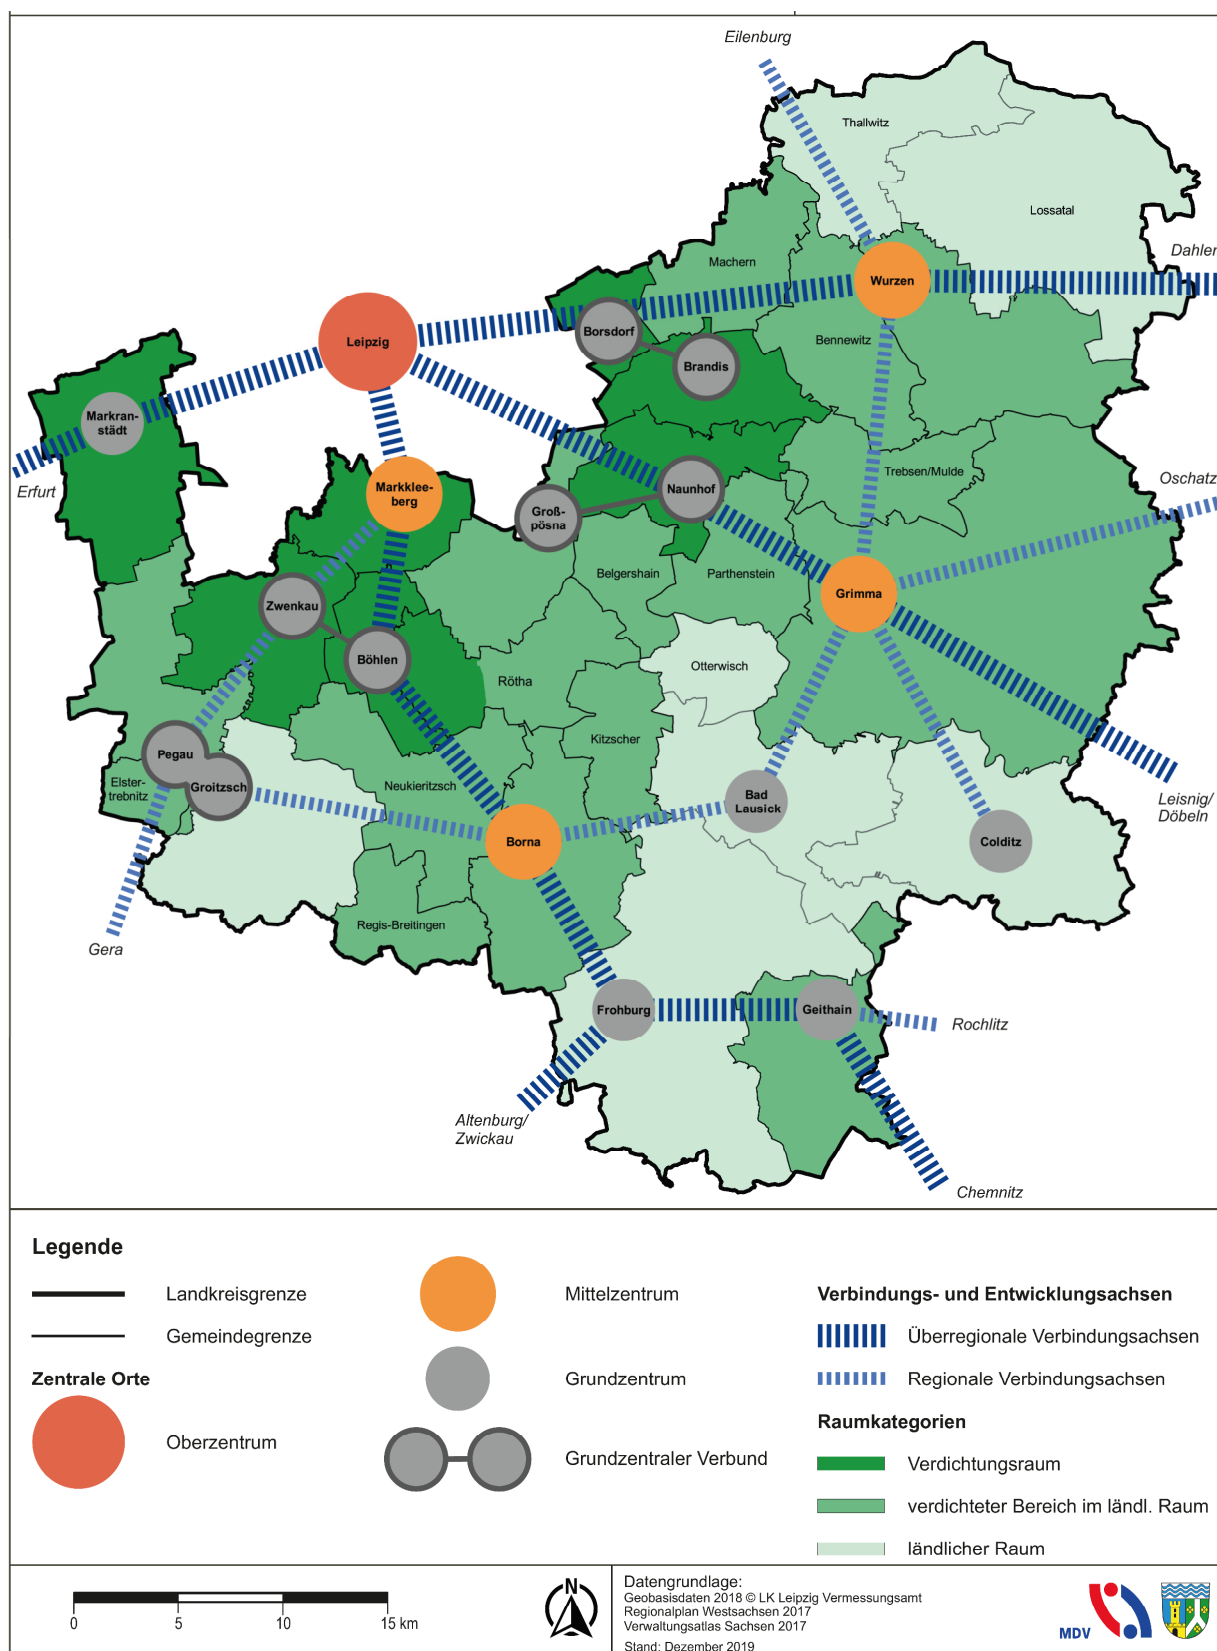 Eilenburg
Thallwitz
Lossatal
Dahlen
Machern
Wurzen
Borsdorf
Leipzig
Bennewitz
Brandis
Markran-
städt
Erfurt
Markklee-
berg
Trebsen/Mulde
Oschatz
Naunhof
Groß-
pösna
Belgershain
Parthenstein
Grimma
Zwenkau
Böhlen
Otterwisch
Rötha
Kitzscher
Pegau
Elster-
trebnitz
Groitzsch
Neukieritzsch
Bad
Lausick
Leisnig/
Döbeln
Borna
Colditz
Regis-Breitingen
Gera
Frohburg
Geithain
Rochlitz
Altenburg/
Zwickau
Chemnitz
Legende
Landkreisgrenze
Gemeindegrenze
Zentrale Orte
Oberzentrum
Mittelzentrum
Grundzentrum
Grundzentraler Verbund
Verbindungs- und Entwicklungsachsen
Überregionale Verbindungsachsen
Regionale Verbindungsachsen
Raumkategorien
Verdichtungsraum
verdichteter Bereich im ländl. Raum
ländlicher Raum
0 5 10 15 km
N
Datengrundlage:
Geobasisdaten 2018 © LK Leipzig Vermessungsamt
Regionalplan Westsachsen 2017
Verwaltungsatlas Sachsen 2017
Stand: Dezember 2019
MDV